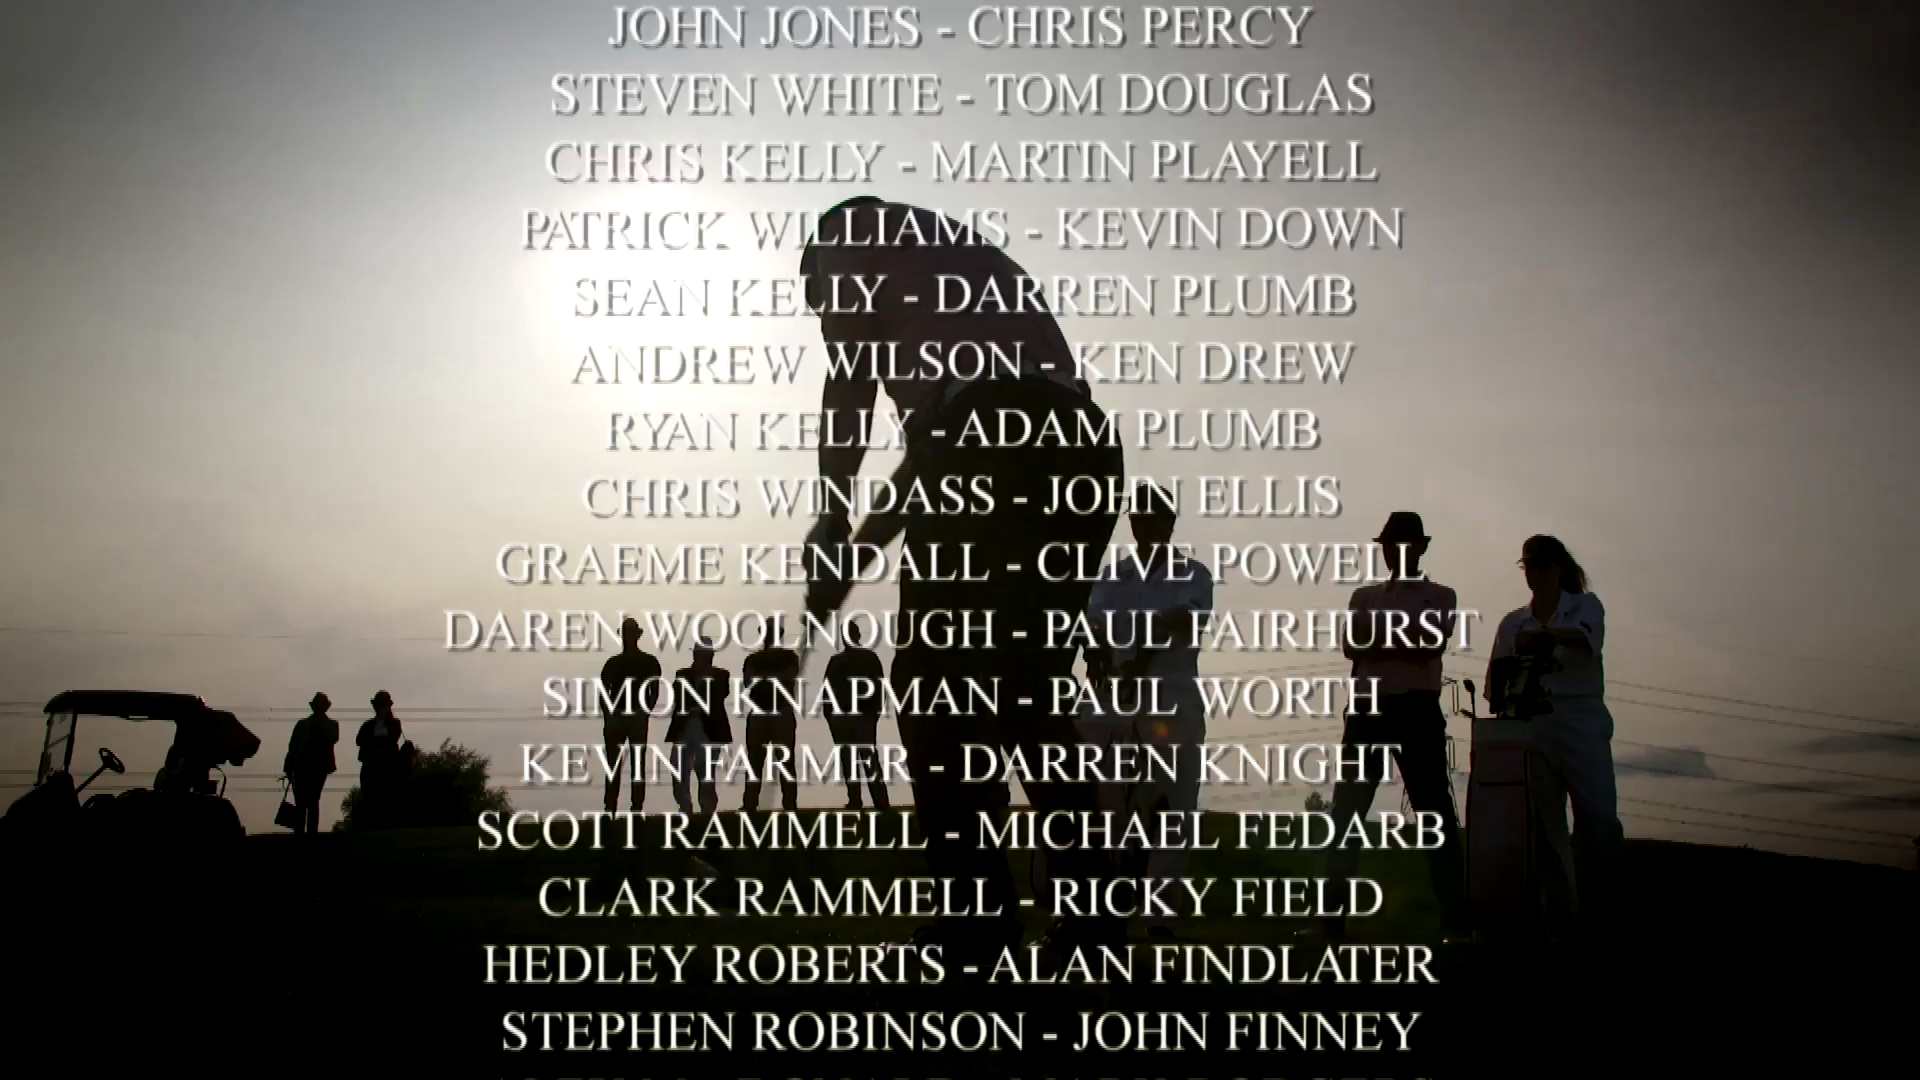 JOHN JONES - CHRIS PERCY
STEVEN WHITE - TOM DOUGLAS
CHRIS KELLY - MARTIN PLAYELL
PATRICK WILLIAMS - KEVIN DOWN
SEAN KELLY - DARREN PLUMB
ANDREW WILSON - KEN DREW
RYAN KELLY - ADAM PLUMB
CHRIS WINDASS - JOHN ELLIS
GRAEME KENDALL - CLIVE POWELL
DAREN WOOLNOUGH - PAUL FAIRHURST
SIMON KNAPMAN - PAUL WORTH
KEVIN FARMER - DARREN KNIGHT
SCOTT RAMMELL - MICHAEL FEDARB
CLARK RAMMELL - RICKY FIELD
HEDLEY ROBERTS - ALAN FINDLATER
STEPHEN ROBINSON - JOHN FINNEY